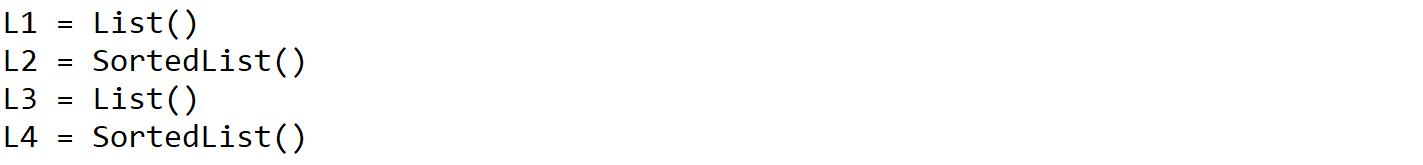 L1 = List()
L2 = SortedList()
L3 = List()
L4 = SortedList()